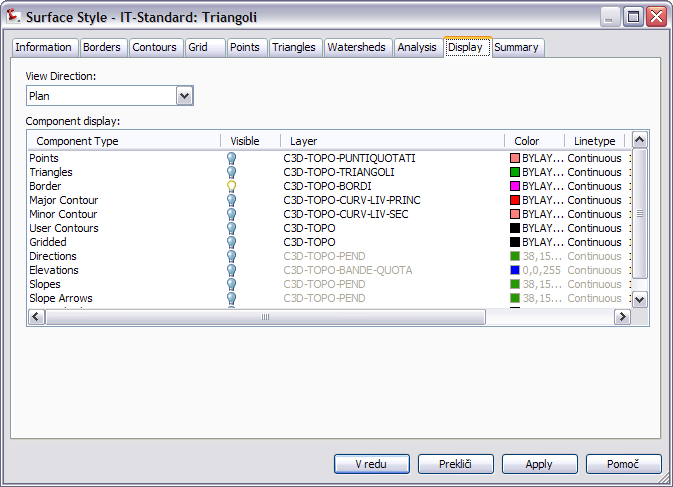 Surface Style - IT-Standard: Triangoli
Information Borders Contours Grid Points Triangles Watersheds Analysis Display Summary
View Direction:
Plan
Component display:
Component Type Visible Layer Color Linetype
Points C3D-TOPO-PUNTIQUOTATI BYLAY... Continuous
Triangles C3D-TOPO-TRIANGOLI BYLAY... Continuous
Border C3D-TOPO-BORDI BYLAY... Continuous
Major Contour C3D-TOPO-CURV-LIV-PRINC BYLAY... Continuous
Minor Contour C3D-TOPO-CURV-LIV-SEC BYLAY... Continuous
User Contours C3D-TOPO BYLAY... Continuous
Gridded C3D-TOPO BYLAY... Continuous
Directions C3D-TOPO-PEND 38,15... Continuous
Elevations C3D-TOPO-BANDE-QUOTA 0,0,255 Continuous
Slopes C3D-TOPO-PEND 38,15... Continuous
Slope Arrows C3D-TOPO-PEND 38,15... Continuous
V redu Prekliči Apply Pomoč